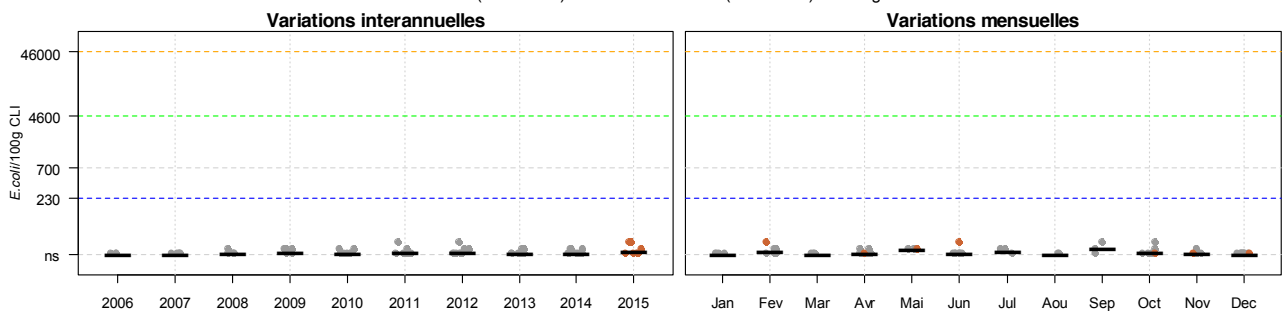 Variations interannuelles
Variations mensuelles
E.coli/100g CLI
46000
4600
700
230
ns
2006 2007 2008 2009 2010 2011 2012 2013 2014 2015
Jan Fev Mar Avr Mai Jun Jul Aou Sep Oct Nov Dec